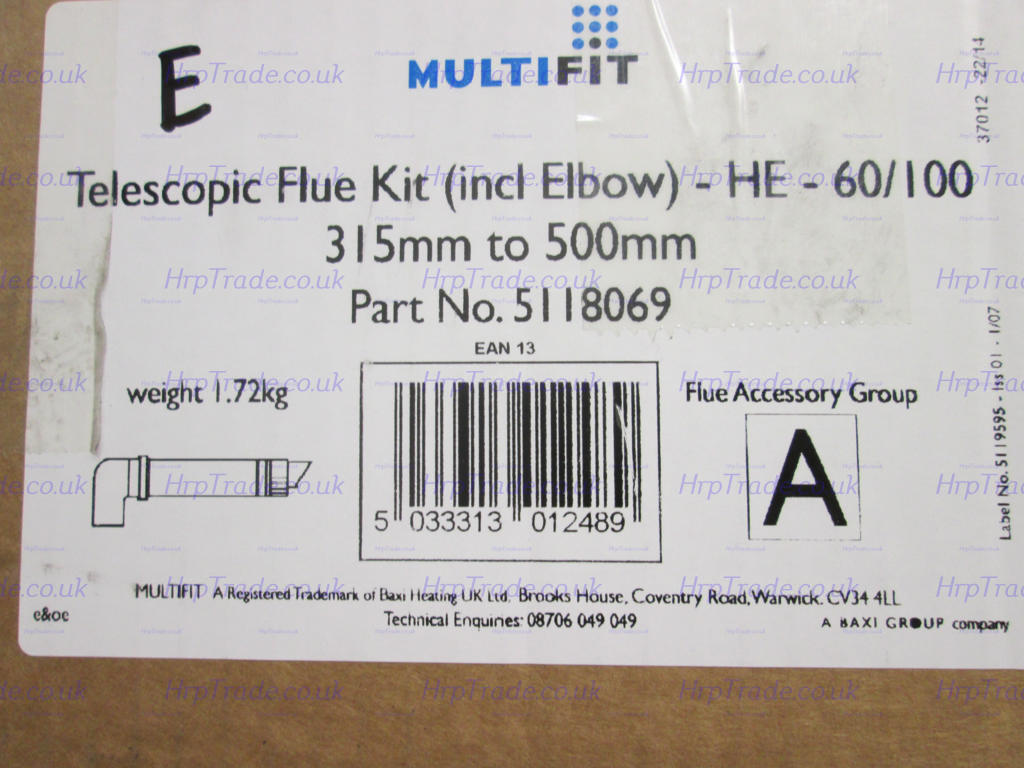 E
MULTIFIT
37012 22/14
Telescopic Flue Kit (incl Elbow) - HE - 60/100
315mm to 500mm
Part No. 5118069
EAN 13
weight 1.72kg
Flue Accessory Group
A
5 033313 012489
Label No. 5119595 - Iss 01 - 1/07
MULTIFIT A Registered Trademark of Baxi Heating UK Ltd. Brooks House, Coventry Road, Warwick. CV34 4LL
e&oe
Technical Enquiries: 08706 049 049
A BAXI GROUP company
HrpTrade.co.uk